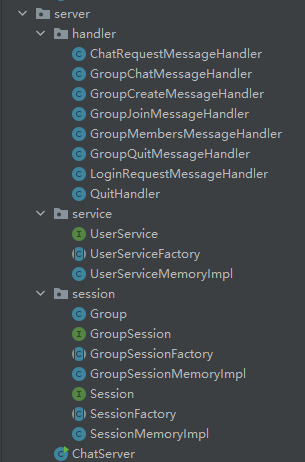 server
handler
ChatRequestMessageHandler
GroupChatMessageHandler
GroupCreateMessageHandler
GroupJoinMessageHandler
GroupMembersMessageHandler
GroupQuitMessageHandler
LoginRequestMessageHandler
QuitHandler
service
UserService
UserServiceFactory
UserServiceMemoryImpl
session
Group
GroupSession
GroupSessionFactory
GroupSessionMemoryImpl
Session
SessionFactory
SessionMemoryImpl
ChatServer